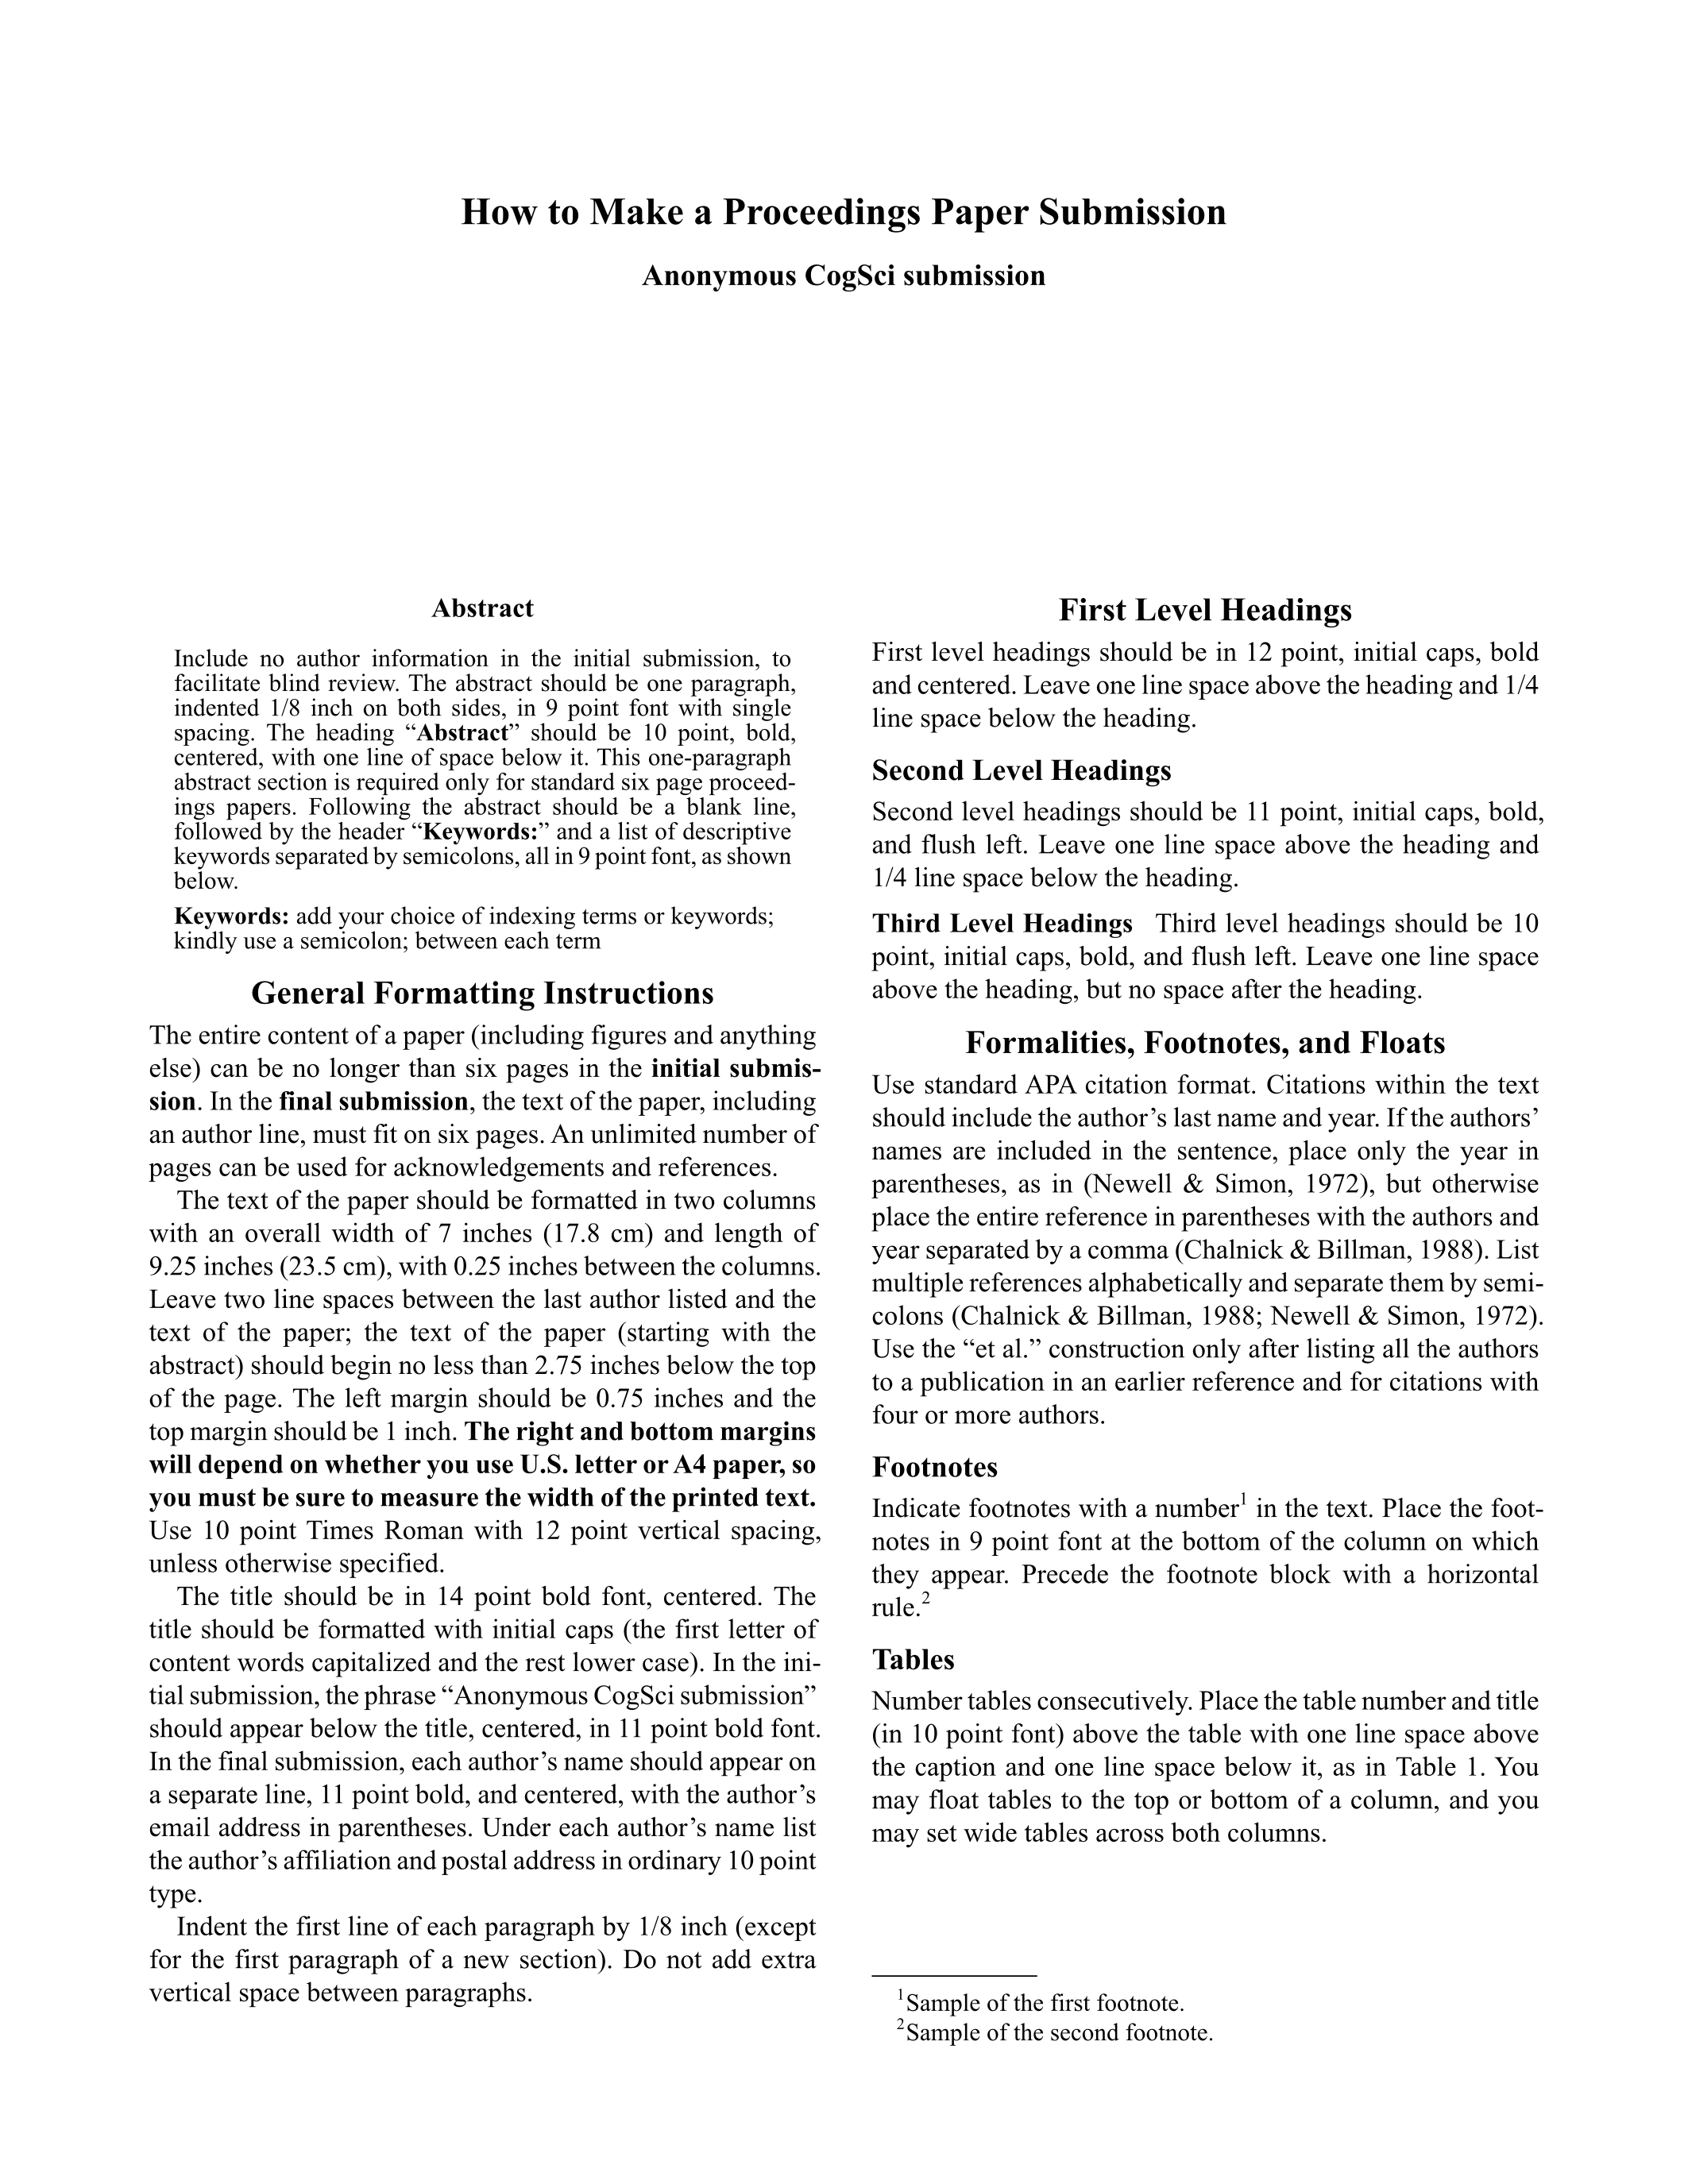 How to Make a Proceedings Paper Submission
Anonymous CogSci submission
Abstract
Include no author information in the initial submission, to
facilitate blind review. The abstract should be one paragraph,
indented 1/8 inch on both sides, in 9 point font with single
spacing. The heading “Abstract” should be 10 point, bold,
centered, with one line of space below it. This one-paragraph
abstract section is required only for standard six page proceed-
ings papers. Following the abstract should be a blank line,
followed by the header “Keywords:” and a list of descriptive
keywords separated by semicolons, all in 9 point font, as shown
below.
Keywords: add your choice of indexing terms or keywords;
kindly use a semicolon; between each term
General Formatting Instructions
The entire content of a paper (including figures and anything
else) can be no longer than six pages in the initial submis-
sion. In the final submission, the text of the paper, including
an author line, must fit on six pages. An unlimited number of
pages can be used for acknowledgements and references.
The text of the paper should be formatted in two columns
with an overall width of 7 inches (17.8 cm) and length of
9.25 inches (23.5 cm), with 0.25 inches between the columns.
Leave two line spaces between the last author listed and the
text of the paper; the text of the paper (starting with the
abstract) should begin no less than 2.75 inches below the top
of the page. The left margin should be 0.75 inches and the
top margin should be 1 inch. The right and bottom margins
will depend on whether you use U.S. letter or A4 paper, so
you must be sure to measure the width of the printed text.
Use 10 point Times Roman with 12 point vertical spacing,
unless otherwise specified.
The title should be in 14 point bold font, centered. The
title should be formatted with initial caps (the first letter of
content words capitalized and the rest lower case). In the ini-
tial submission, the phrase “Anonymous CogSci submission”
should appear below the title, centered, in 11 point bold font.
In the final submission, each author’s name should appear on
a separate line, 11 point bold, and centered, with the author’s
email address in parentheses. Under each author’s name list
the author’s affiliation and postal address in ordinary 10 point
type.
Indent the first line of each paragraph by 1/8 inch (except
for the first paragraph of a new section). Do not add extra
vertical space between paragraphs.
First Level Headings
First level headings should be in 12 point, initial caps, bold
and centered. Leave one line space above the heading and 1/4
line space below the heading.
Second Level Headings
Second level headings should be 11 point, initial caps, bold,
and flush left. Leave one line space above the heading and
1/4 line space below the heading.
Third Level Headings Third level headings should be 10
point, initial caps, bold, and flush left. Leave one line space
above the heading, but no space after the heading.
Formalities, Footnotes, and Floats
Use standard APA citation format. Citations within the text
should include the author’s last name and year. If the authors’
names are included in the sentence, place only the year in
parentheses, as in (Newell & Simon, 1972), but otherwise
place the entire reference in parentheses with the authors and
year separated by a comma (Chalnick & Billman, 1988). List
multiple references alphabetically and separate them by semi-
colons (Chalnick & Billman, 1988; Newell & Simon, 1972).
Use the “et al.” construction only after listing all the authors
to a publication in an earlier reference and for citations with
four or more authors.
Footnotes
Indicate footnotes with a number1 in the text. Place the foot-
notes in 9 point font at the bottom of the column on which
they appear. Precede the footnote block with a horizontal
rule.2
Tables
Number tables consecutively. Place the table number and title
(in 10 point font) above the table with one line space above
the caption and one line space below it, as in Table 1. You
may float tables to the top or bottom of a column, and you
may set wide tables across both columns.
1Sample of the first footnote.
2Sample of the second footnote.